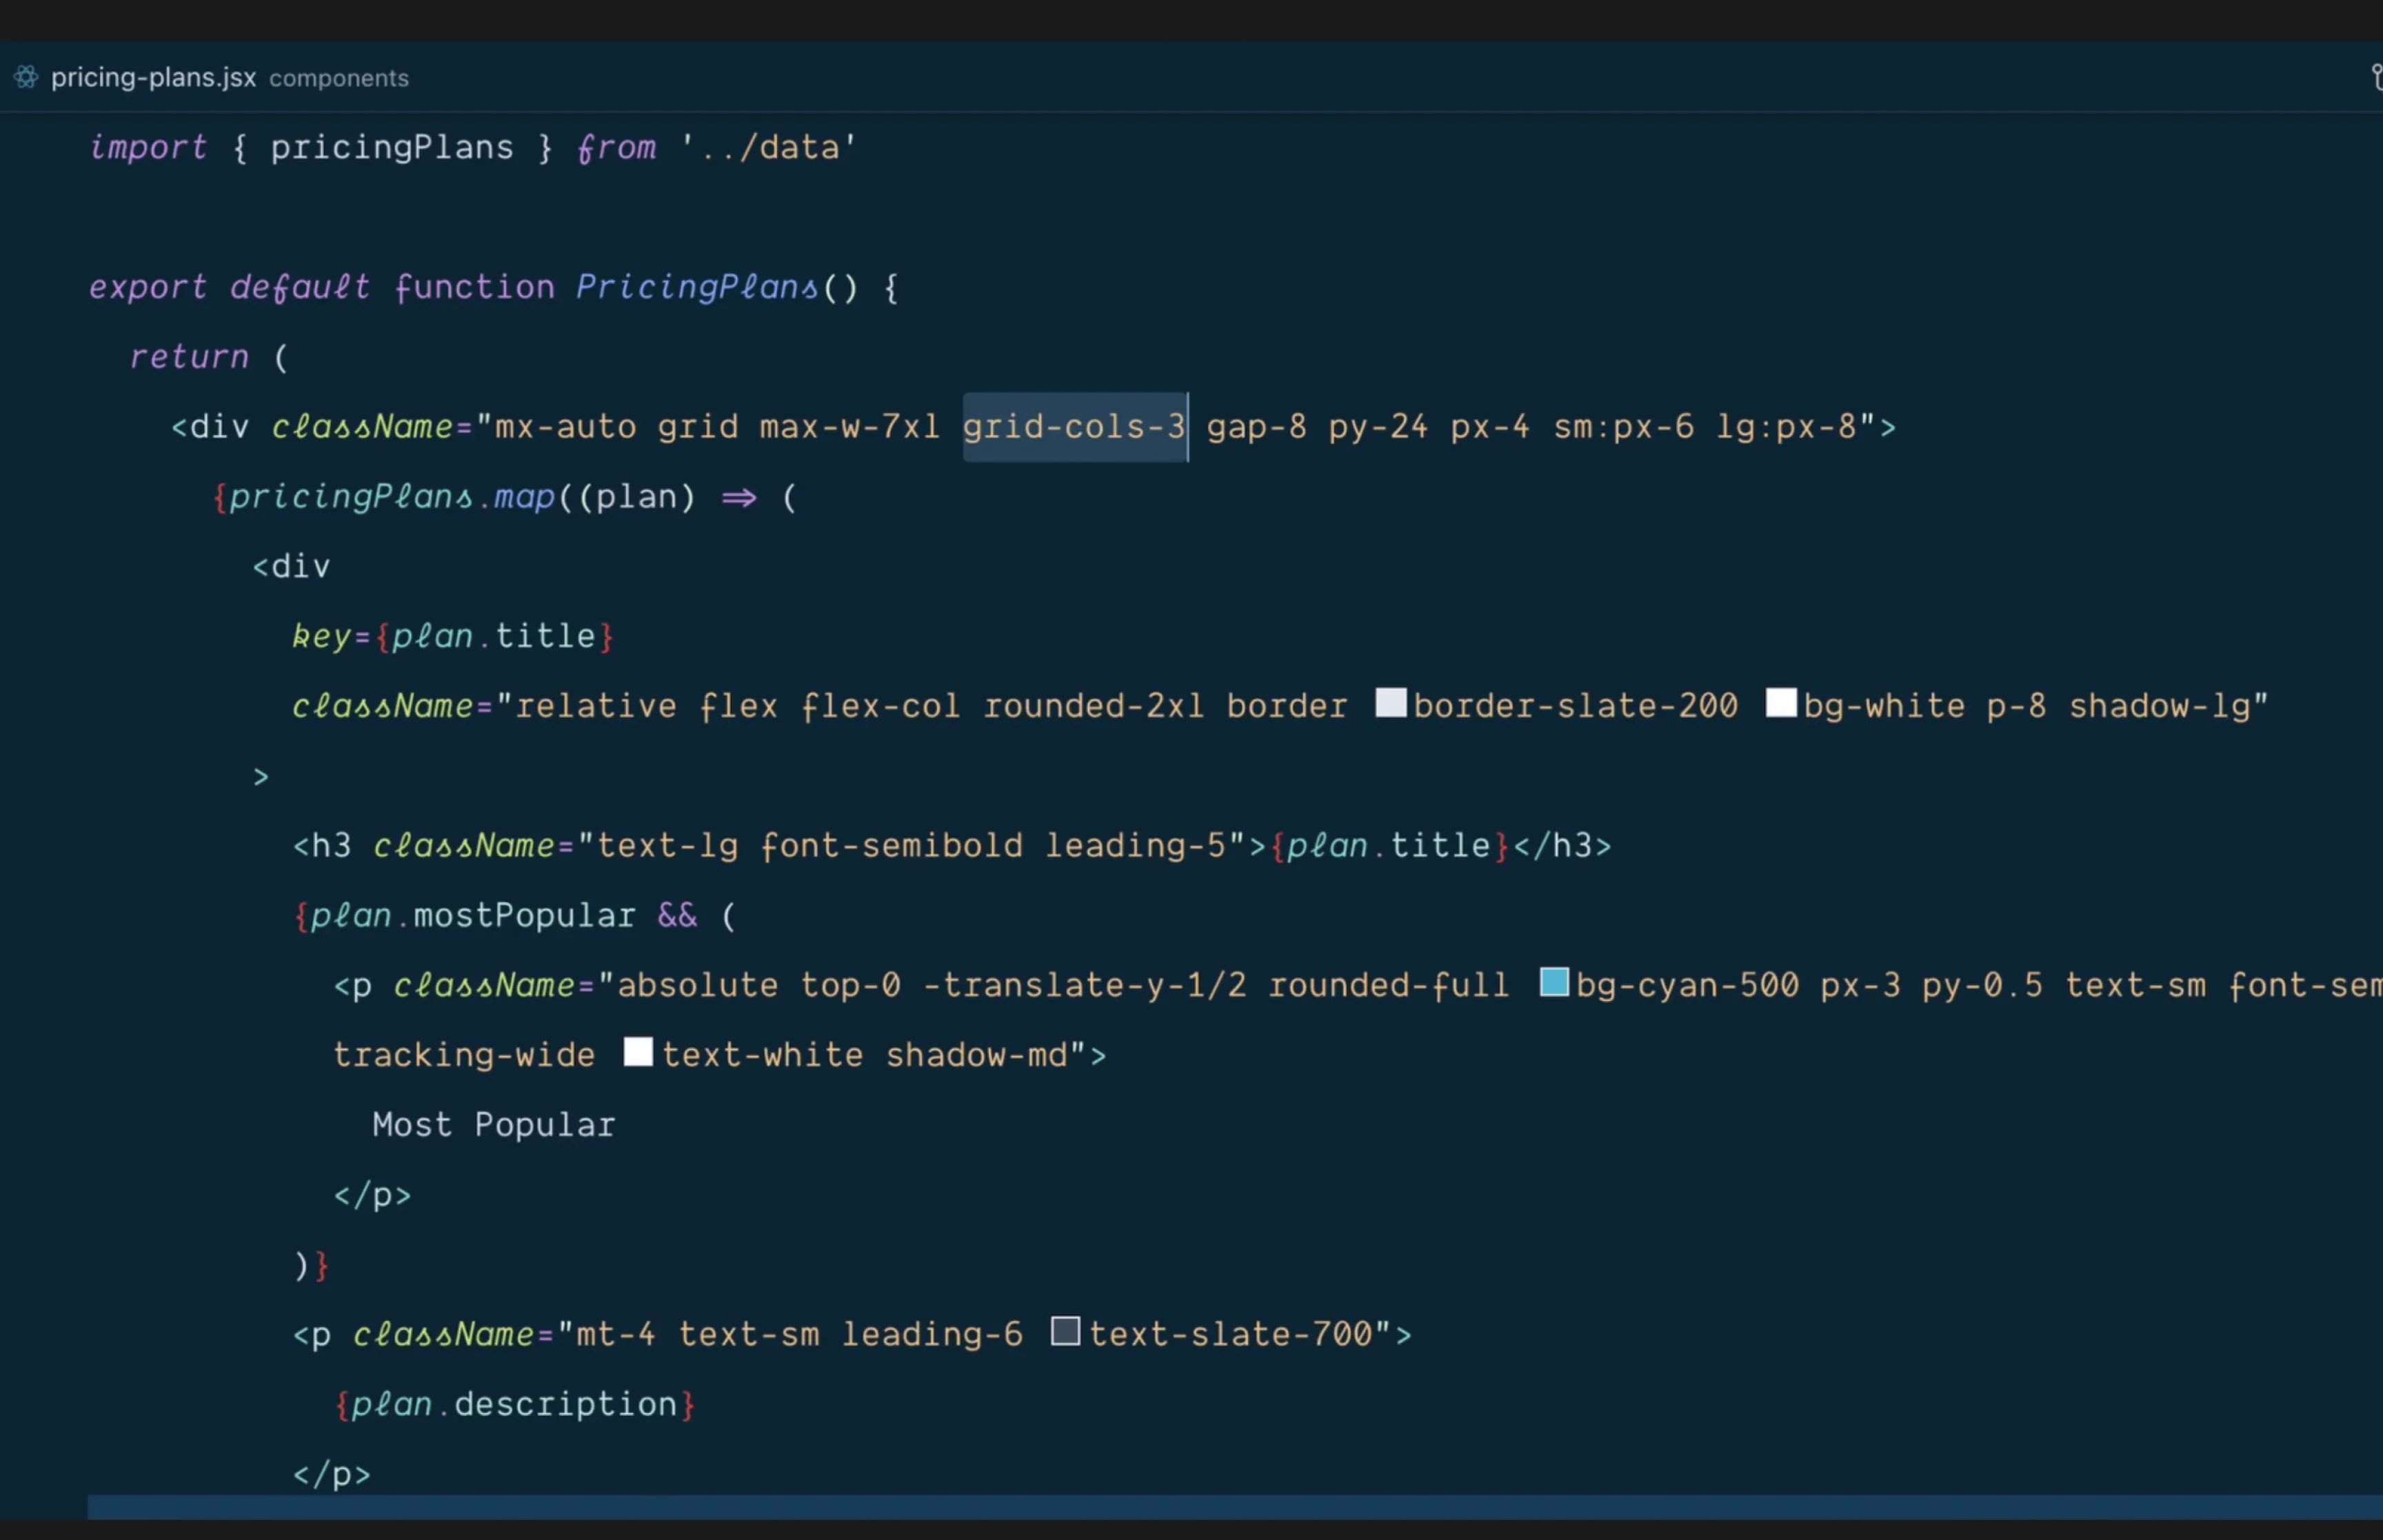 pricing-plans.jsx components
import { pricingPlans } from '../data'
export default function PricingPlans() {
return (
<div className="mx-auto grid max-w-7xl grid-cols-3 gap-8 py-24 px-4 sm:px-6 lg:px-8">
{pricingPlans.map((plan) => (
<div
key={plan.title}
className="relative flex flex-col rounded-2xl border border-slate-200 bg-white p-8 shadow-lg"
>
<h3 className="text-lg font-semibold leading-5">{plan.title}</h3>
{plan.mostPopular && (
<p className="absolute top-0 -translate-y-1/2 rounded-full bg-cyan-500 px-3 py-0.5 text-sm font-sem
tracking-wide text-white shadow-md">
Most Popular
</p>
)}
<p className="mt-4 text-sm leading-6 text-slate-700">
{plan.description}
</p>